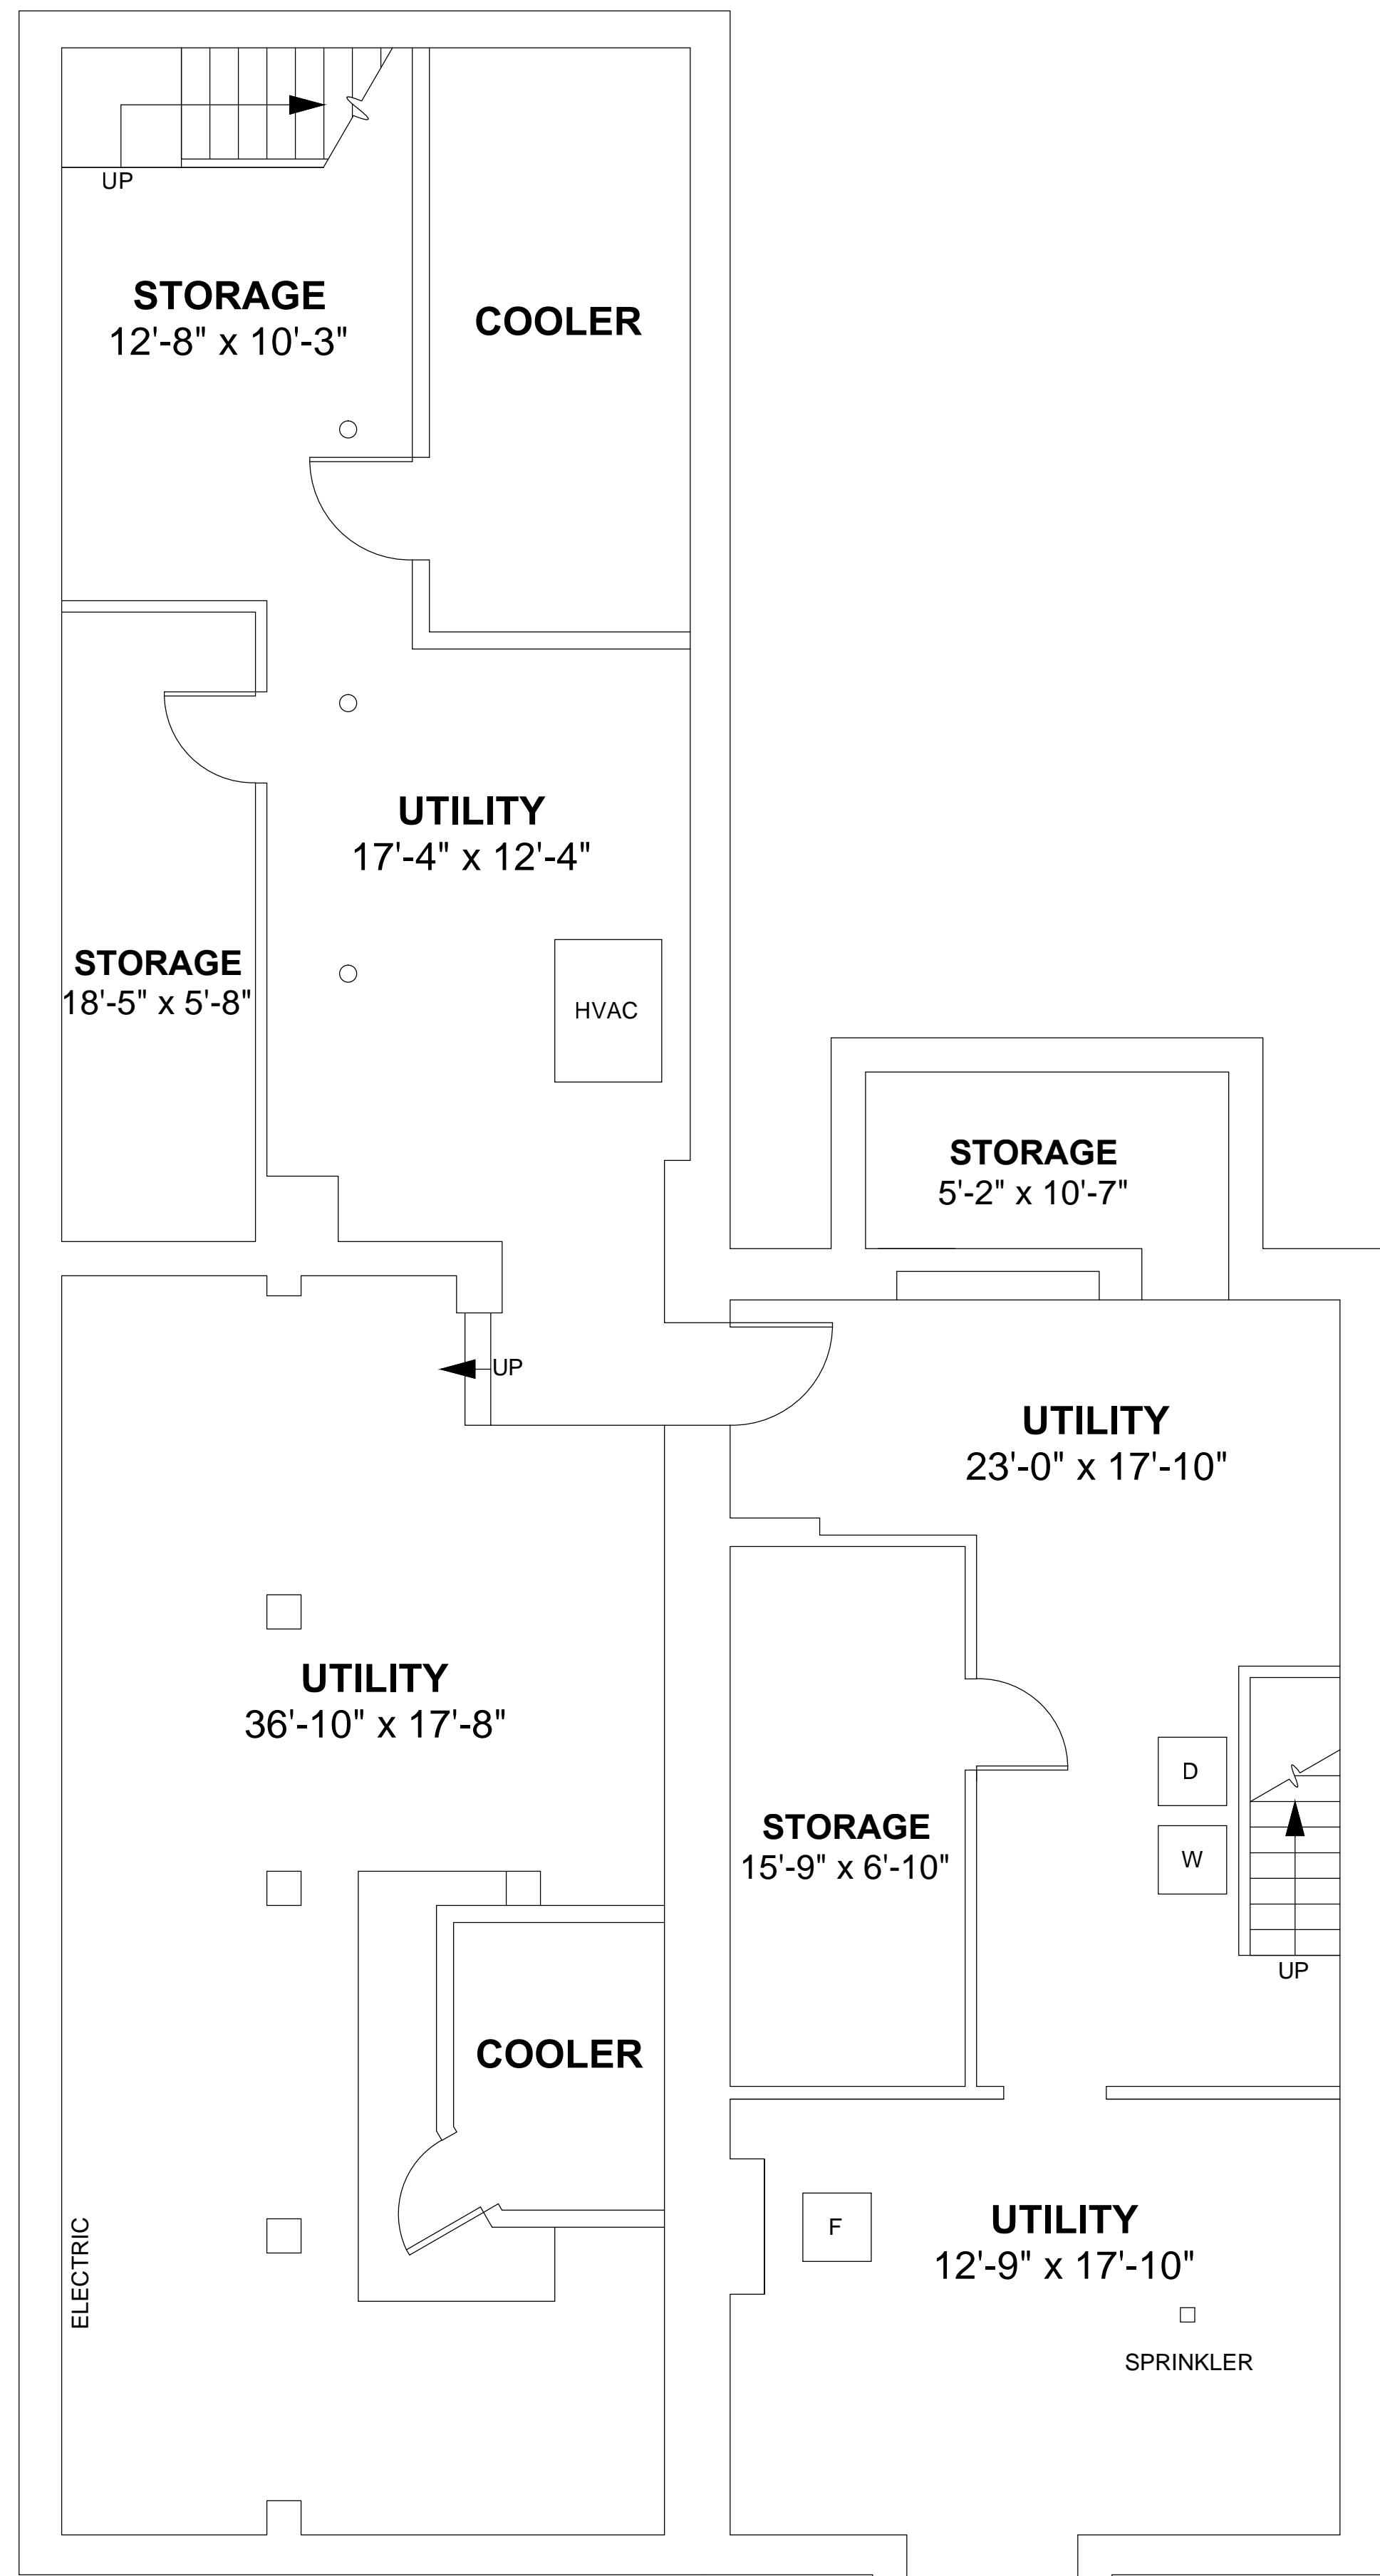 UP
STORAGE
12'-8" x 10'-3"
COOLER
UTILITY
17'-4" x 12'-4"
STORAGE
18'-5" x 5'-8"
HVAC
STORAGE
5'-2" x 10'-7"
UP
UTILITY
23'-0" x 17'-10"
UTILITY
36'-10" x 17'-8"
D
STORAGE
15'-9" x 6'-10"
W
UP
COOLER
ELECTRIC
F
UTILITY
12'-9" x 17'-10"
SPRINKLER